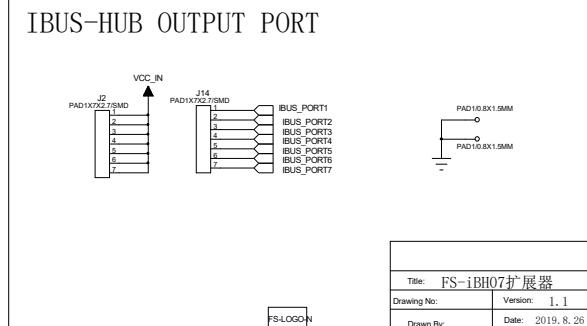 IBUS-HUB OUTPUT PORT
VCC_IN
J2
PAD1X7X2.7/SMD
1
2
3
4
5
6
7
J14
PAD1X7X2.7/SMD
1
2
3
4
5
6
7
IBUS_PORT1
IBUS_PORT2
IBUS_PORT3
IBUS_PORT4
IBUS_PORT5
IBUS_PORT6
IBUS_PORT7
PAD1/0.8X1.5MM
PAD1/0.8X1.5MM
FS-LOGO-N
Title: FS-iBH07扩展器
Drawing No: Version: 1.1
Drawn By: Date: 2019.8.26